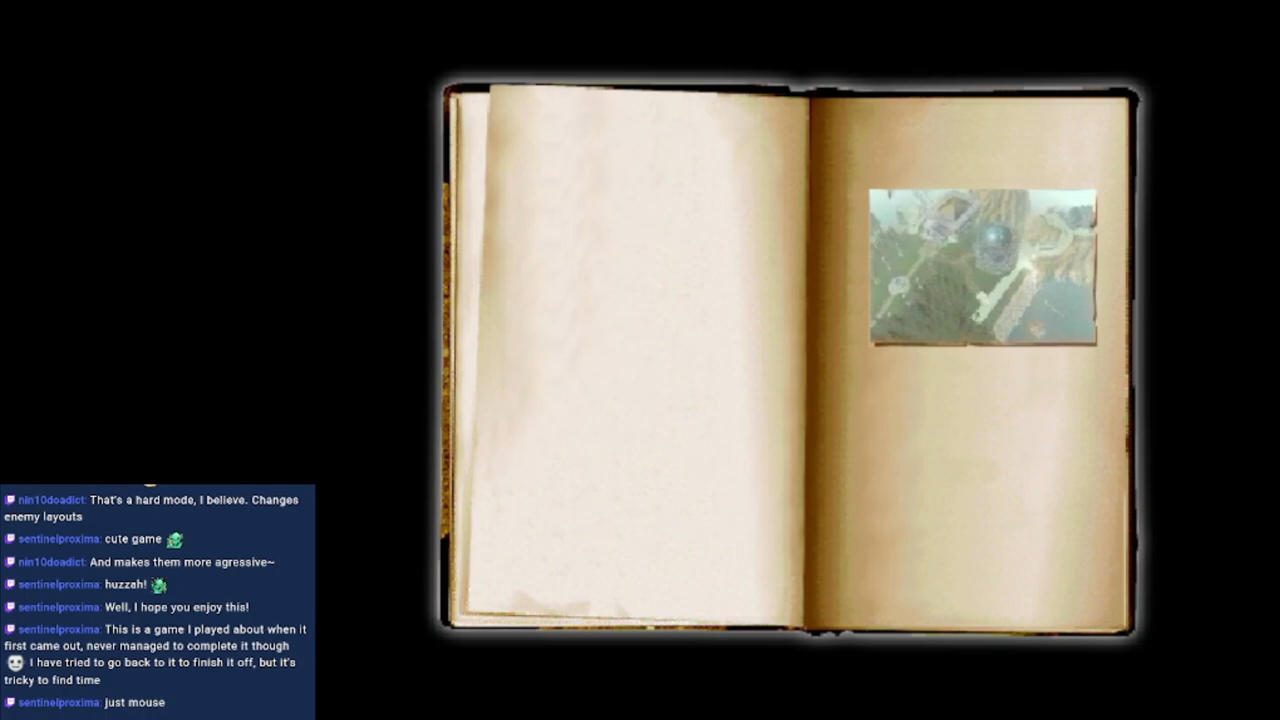 nin10doadict: That's a hard mode, I believe. Changes
enemy layouts
sentinelproxima: cute game
nin10doadict: And makes them more agressive~
sentinelproxima: huzzah!
sentinelproxima: Well, I hope you enjoy this!
sentinelproxima: This is a game I played about when it
first came out, never managed to complete it though
I have tried to go back to it to finish it off, but it's
tricky to find time
sentinelproxima: just mouse